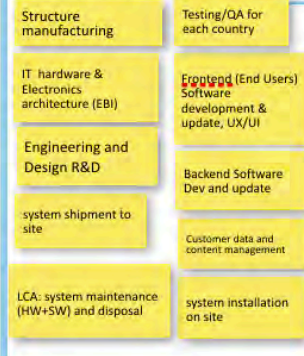 Structure
manufacturing
Testing/QA for
each country
IT hardware &
Electronics
architecture (EBI)
Frontend (End Users)
Software
development &
update, UX/UI
Engineering and
Design R&D
Backend Software
Dev and update
system shipment to
site
Customer data and
content management
LCA: system maintenance
(HW+SW) and disposal
system installation
on site